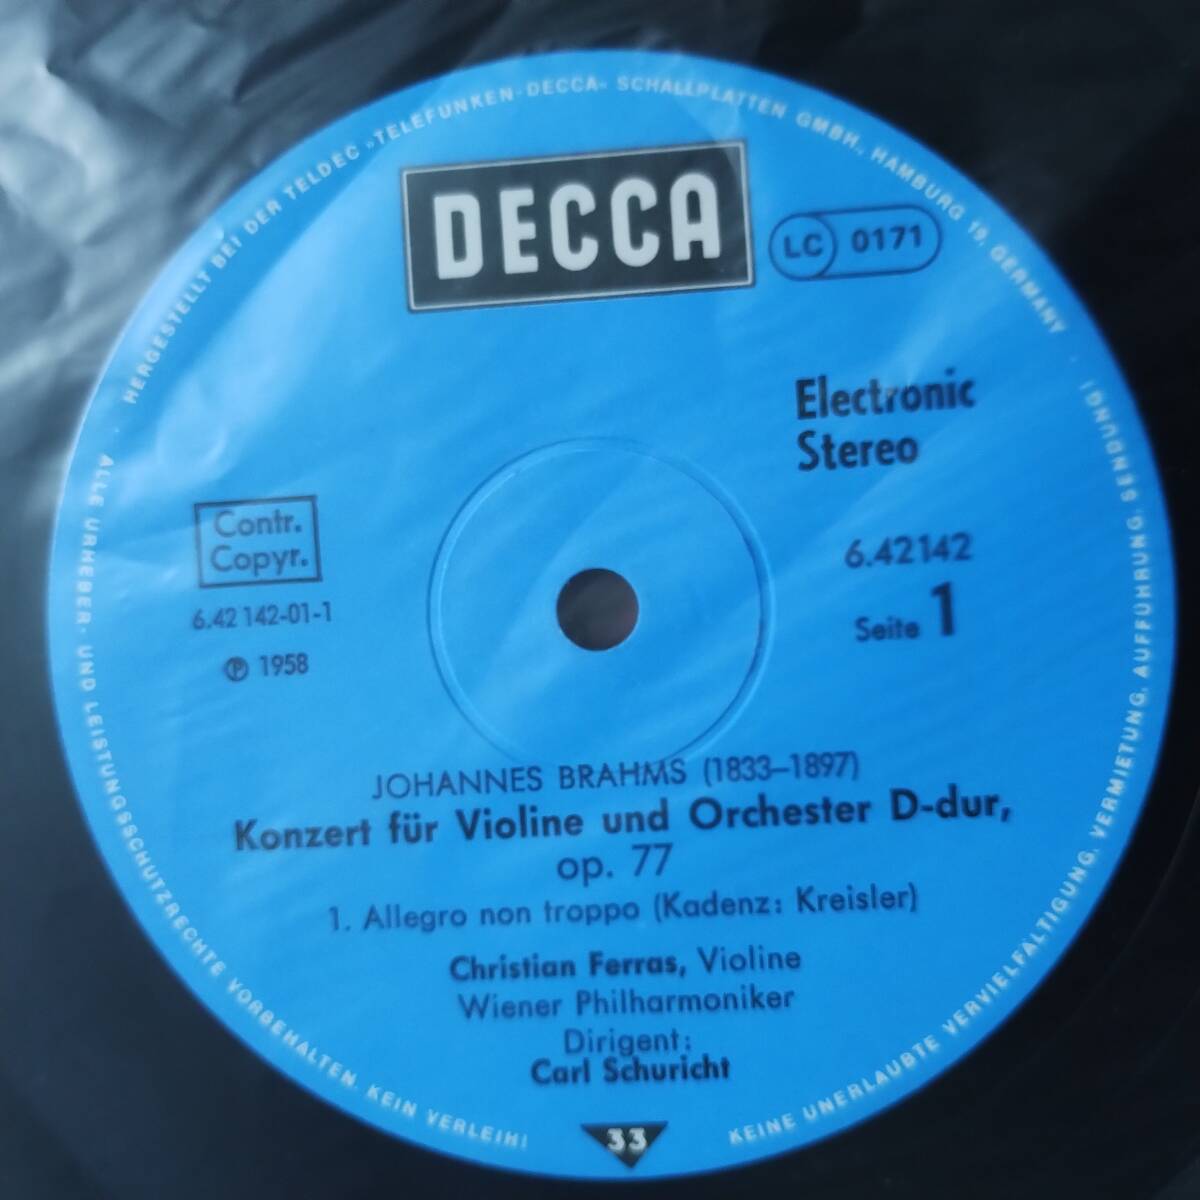 HERGESTELLT BEI DER TELDEC »TELEFUNKEN-DECCA« SCHALLPLATTEN GMBH., HAMBURG 19, GERMANY
DECCA
LC 0171
Electronic
Stereo
Contr.
Copyr.
6.42142
6.42 142-01-1
Seite 1
℗ 1958
JOHANNES BRAHMS (1833–1897)
Konzert für Violine und Orchester D-dur,
op. 77
1. Allegro non troppo (Kadenz: Kreisler)
Christian Ferras, Violine
Wiener Philharmoniker
Dirigent:
Carl Schuricht
33
ALLE URHEBER- UND LEISTUNGSSCHUTZRECHTE VORBEHALTEN. KEIN VERLEIH!
KEINE UNERLAUBTE VERVIELFÄLTIGUNG, VERMIETUNG, AUFFÜHRUNG, SENDUNG!